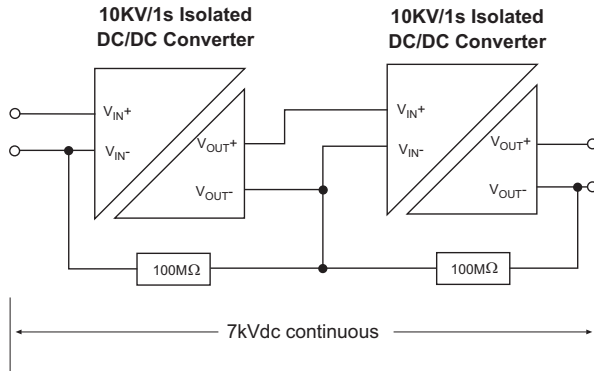 10KV/1s Isolated
DC/DC Converter
10KV/1s Isolated
DC/DC Converter
VIN+
VIN-
VOUT+
VOUT-
VIN+
VIN-
VOUT+
VOUT-
100MΩ
100MΩ
7kVdc continuous